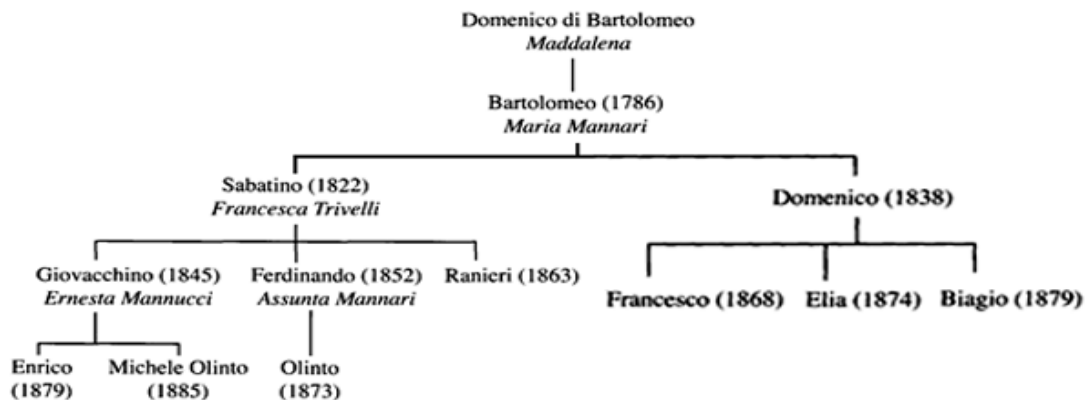 Domenico di Bartolomeo
Maddalena
Bartolomeo (1786)
Maria Mannari
Sabatino (1822)
Francesca Trivelli
Domenico (1838)
Giovacchino (1845)
Ernesta Mannucci
Ferdinando (1852)
Assunta Mannari
Ranieri (1863)
Francesco (1868)
Elia (1874)
Biagio (1879)
Enrico
(1879)
Michele Olinto
(1885)
Olinto
(1873)